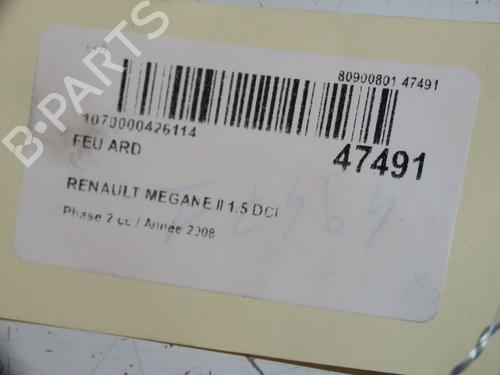 80900801 47491
1070000426114
47491
FEU ARD
RENAULT MEGANE II 1.5 DCI
Phase 2 cc / Année 2008
B-PARTS